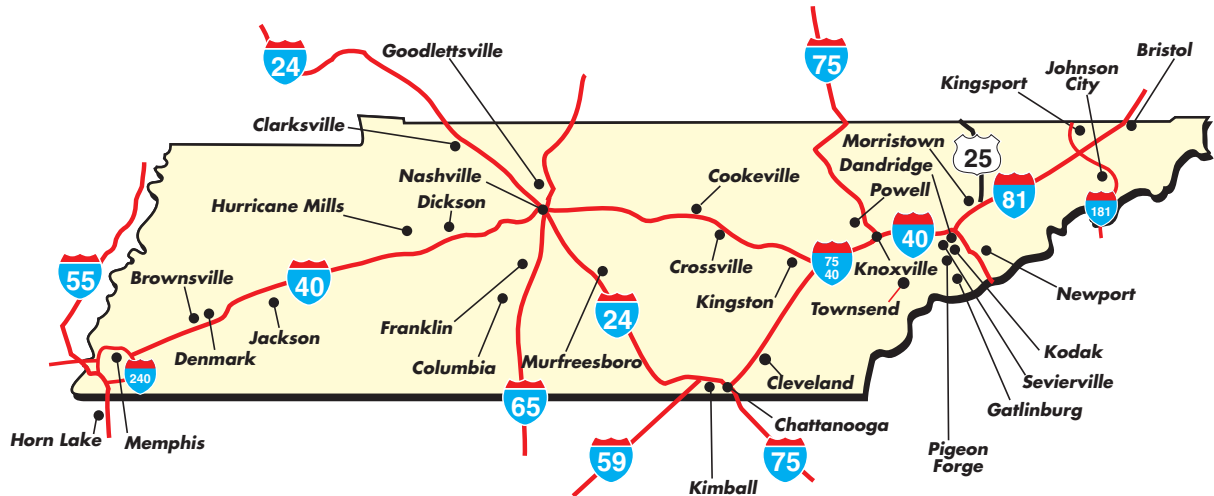 24
Goodlettsville
75
Bristol
Johnson
City
Kingsport
Clarksville
Morristown
25
Dandridge
Nashville
Cookeville
Powell
Dickson
Hurricane Mills
81
181
40
55
Brownsville
40
Crossville
75
40
Knoxville
Kingston
Townsend
Newport
Franklin
24
Jackson
Denmark
Columbia
Murfreesboro
Kodak
240
Cleveland
Sevierville
65
Gatlinburg
Chattanooga
Horn Lake
Memphis
Pigeon
Forge
59
75
Kimball